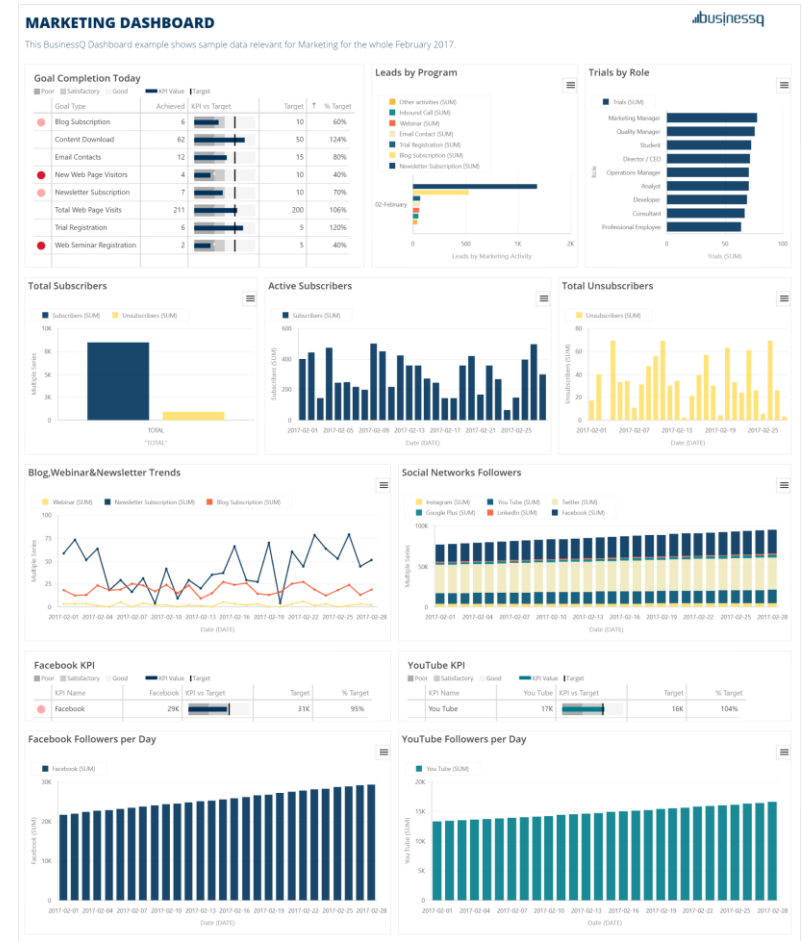 MARKETING DASHBOARD
businessq
This BusinessQ Dashboard example shows sample data relevant for Marketing for the whole February 2017.
Goal Completion Today
Poor Satisfactory Good KPI Value Target
Goal Type Achieved KPI vs Target Target ↑ % Target
Blog Subscription 6 10 60%
Content Download 62 50 124%
Email Contacts 12 15 80%
New Web Page Visitors 4 10 40%
Newsletter Subscription 7 10 70%
Total Web Page Visits 211 200 106%
Trial Registration 6 5 120%
Web Seminar Registration 2 5 40%
Leads by Program
Other activities (SUM)
Inbound Call (SUM)
Webinar (SUM)
Email Contact (SUM)
Trial Registration (SUM)
Blog Subscription (SUM)
Newsletter Subscription (SUM)
02-February
0 500 1K 2K
Leads by Marketing Activity
Trials by Role
Trials (SUM)
Role
Marketing Manager
Quality Manager
Student
Director / CEO
Operations Manager
Analyst
Developer
Consultant
Professional Employee
0 50 100
Trials (SUM)
Total Subscribers
Subscribers (SUM) Unsubscribers (SUM)
Multiple Series
10K
8K
5K
3K
0
TOTAL
"TOTAL"
Active Subscribers
Subscribers (SUM)
Subscribers (SUM)
600
400
200
0
2017-02-01 2017-02-05 2017-02-09 2017-02-13 2017-02-17 2017-02-21 2017-02-25
Date (DATE)
Total Unsubscribers
Unsubscribers (SUM)
Unsubscribers (SUM)
80
60
40
20
0
2017-02-01 2017-02-07 2017-02-13 2017-02-19 2017-02-25
Date (DATE)
Blog,Webinar&Newsletter Trends
Webinar (SUM) Newsletter Subscription (SUM) Blog Subscription (SUM)
Multiple Series
100
75
50
25
0
2017-02-01 2017-02-04 2017-02-07 2017-02-10 2017-02-13 2017-02-16 2017-02-19 2017-02-22 2017-02-25 2017-02-28
Date (DATE)
Social Networks Followers
Instagram (SUM) You Tube (SUM) Twitter (SUM)
Google Plus (SUM) LinkedIn (SUM) Facebook (SUM)
Multiple Series
100K
50K
0
2017-02-01 2017-02-04 2017-02-07 2017-02-10 2017-02-13 2017-02-16 2017-02-19 2017-02-22 2017-02-25 2017-02-28
Date (DATE)
Facebook KPI
Poor Satisfactory Good KPI Value Target
KPI Name Facebook KPI vs Target Target % Target
Facebook 29K 31K 95%
YouTube KPI
Poor Satisfactory Good KPI Value Target
KPI Name You Tube KPI vs Target Target % Target
You Tube 17K 16K 104%
Facebook Followers per Day
Facebook (SUM)
Facebook (SUM)
30K
20K
10K
0
2017-02-01 2017-02-04 2017-02-07 2017-02-10 2017-02-13 2017-02-16 2017-02-19 2017-02-22 2017-02-25 2017-02-28
Date (DATE)
YouTube Followers per Day
You Tube (SUM)
You Tube (SUM)
20K
15K
10K
5K
0
2017-02-01 2017-02-04 2017-02-07 2017-02-10 2017-02-13 2017-02-16 2017-02-19 2017-02-22 2017-02-25 2017-02-28
Date (DATE)